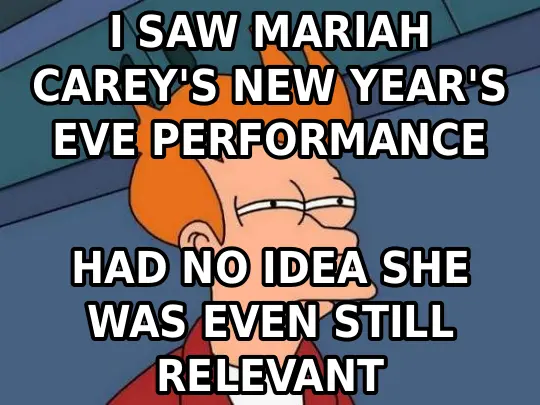 I SAW MARIAH
CAREY'S NEW YEAR'S
EVE PERFORMANCE
HAD NO IDEA SHE
WAS EVEN STILL
RELEVANT